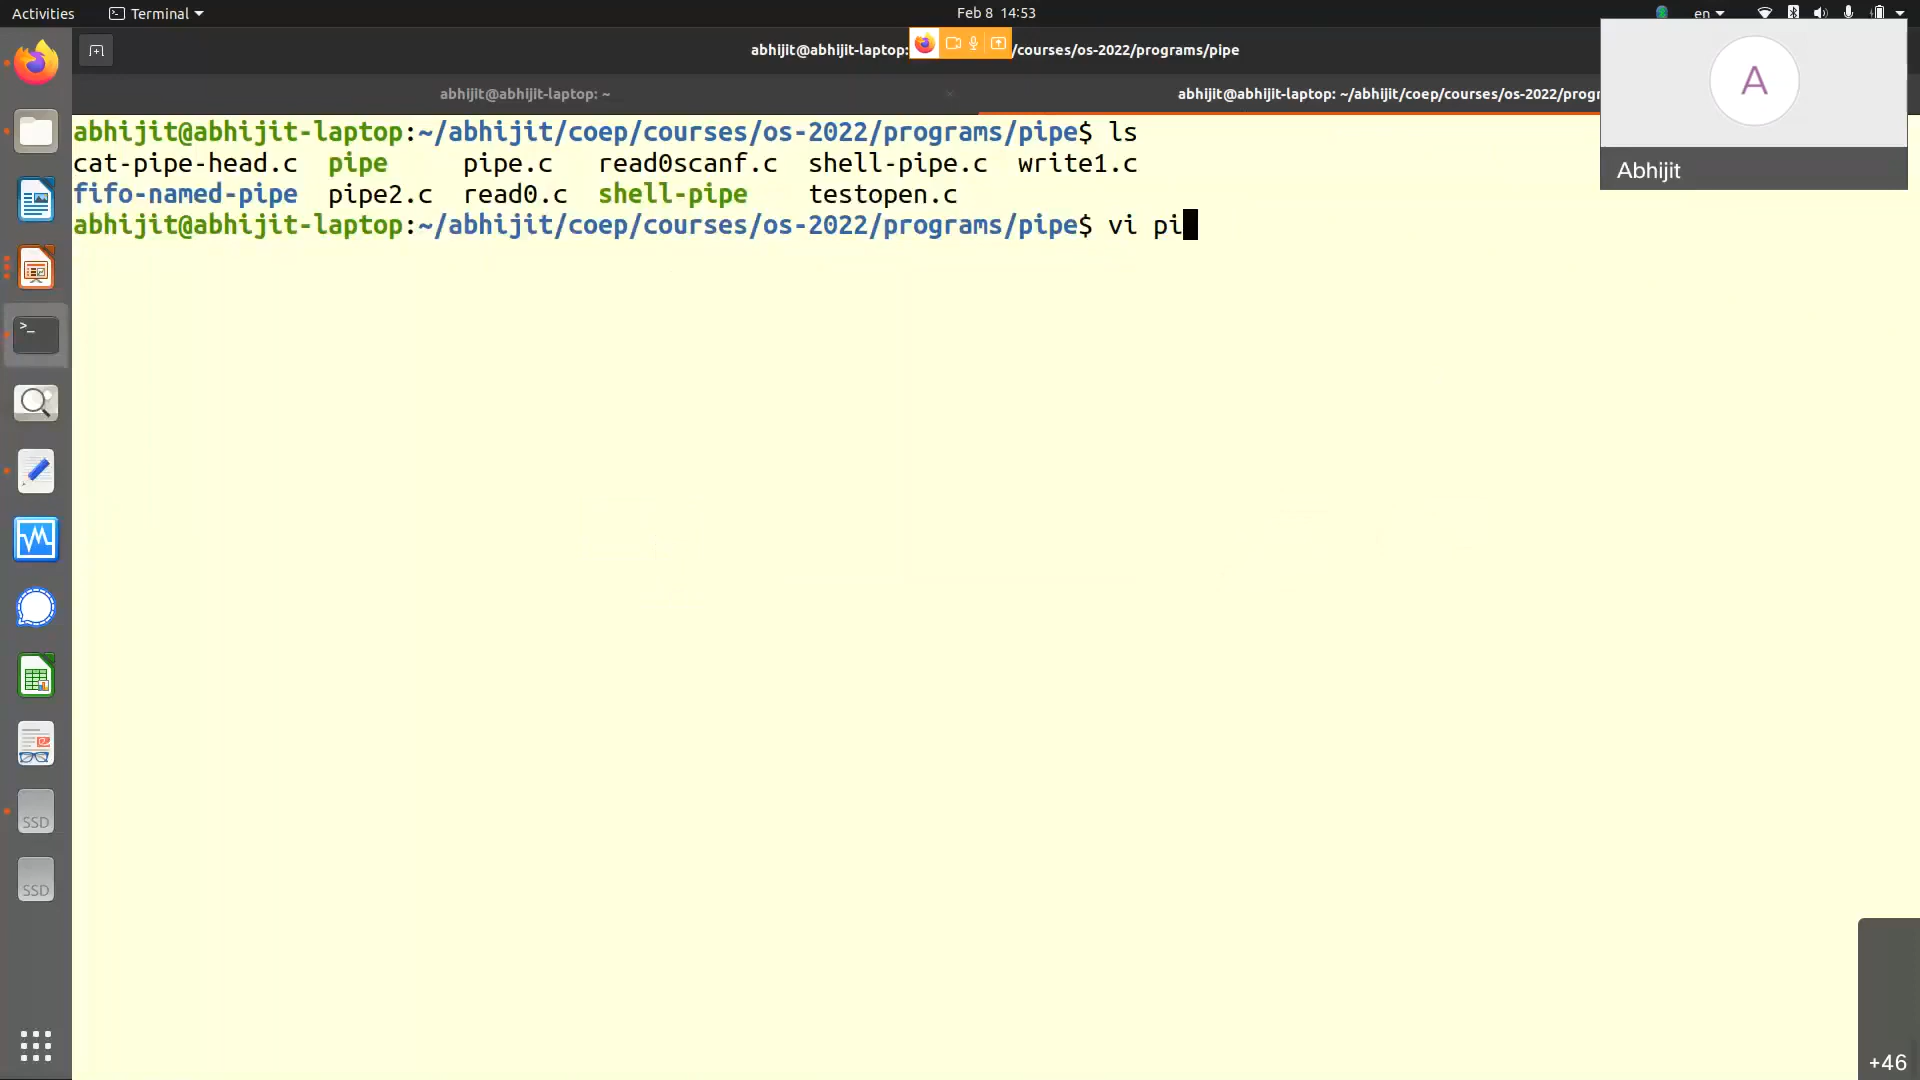 Activities Terminal Feb 8 14:53 en
abhijit@abhijit-laptop: /courses/os-2022/programs/pipe
abhijit@abhijit-laptop: ~ × abhijit@abhijit-laptop: ~/abhijit/coep/courses/os-2022/progr
abhijit@abhijit-laptop:~/abhijit/coep/courses/os-2022/programs/pipe$ ls
cat-pipe-head.c pipe pipe.c read0scanf.c shell-pipe.c write1.c
fifo-named-pipe pipe2.c read0.c shell-pipe testopen.c
abhijit@abhijit-laptop:~/abhijit/coep/courses/os-2022/programs/pipe$ vi pi
A
Abhijit
>_
SSD
SSD
+46